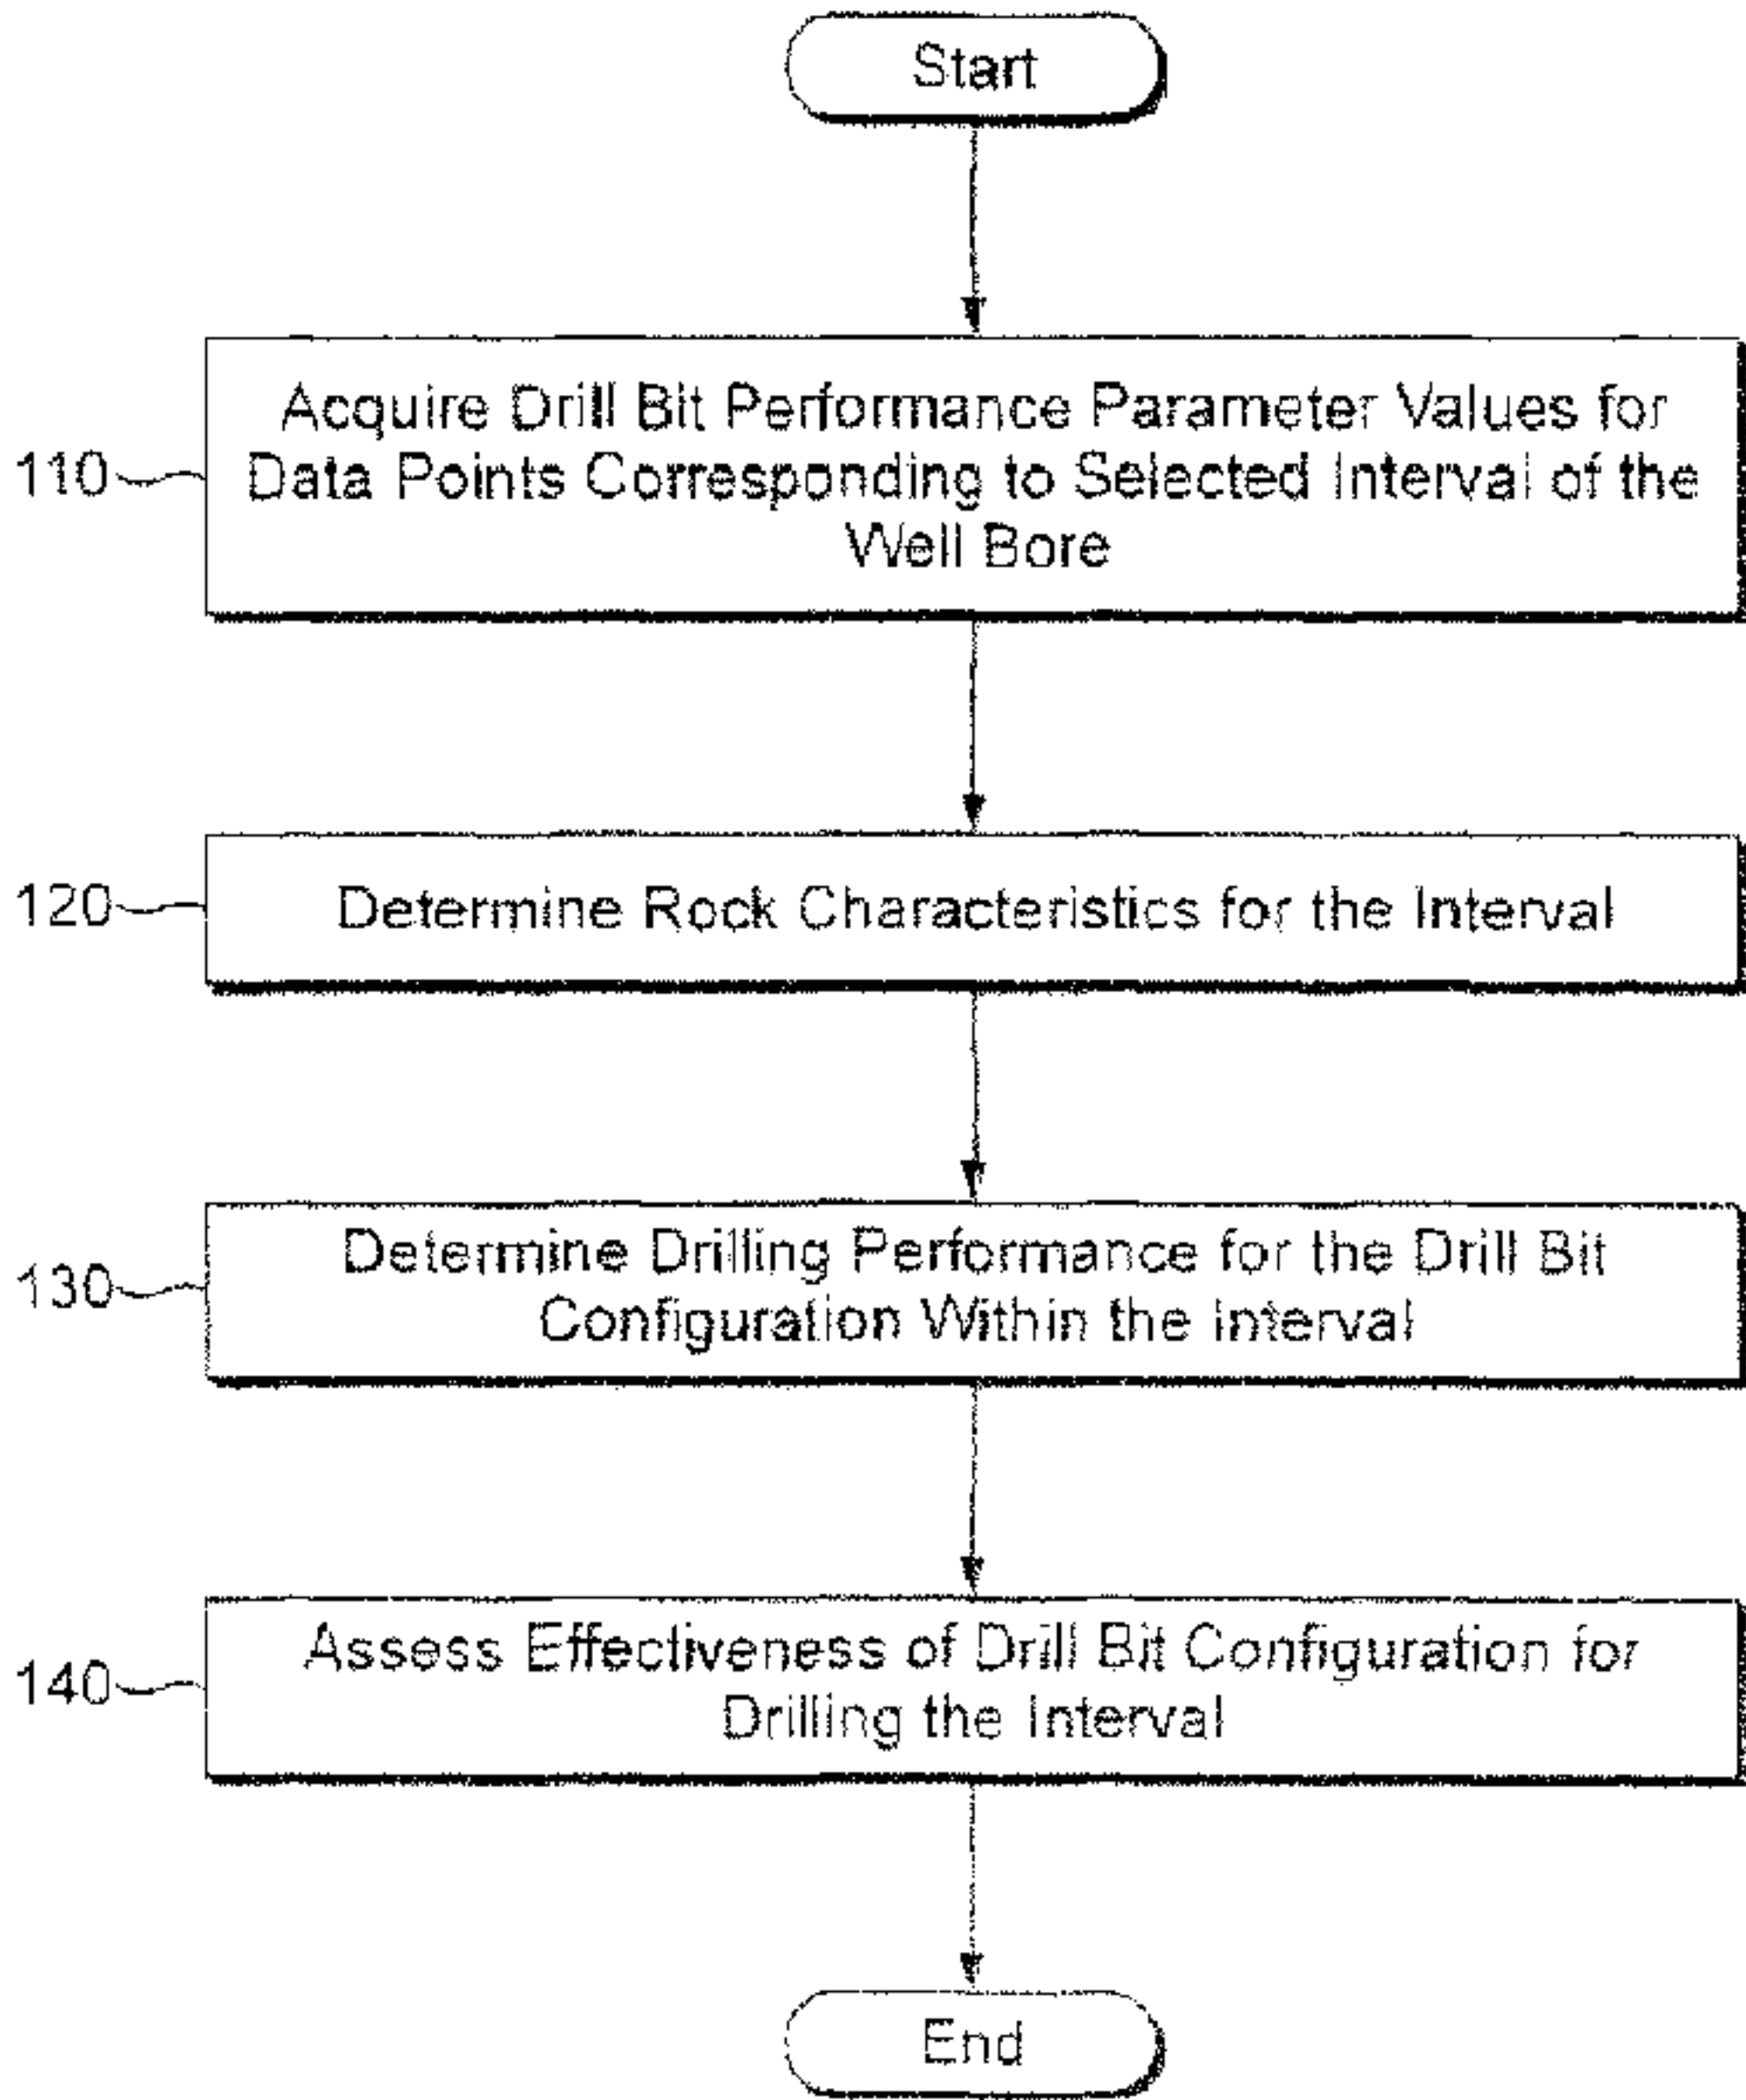 Start
Acquire Drill Bit Performance Parameter Values for
110
Data Points Corresponding to Selected Interval of the
Well Bore
120
Determine Rock Characteristics for the Interval
Determine Drilling Performance for the Drill Bit
130
Configuration Within the Interval
Assess Effectiveness of Drill Bit Configuration for
140
Drilling the Interval
End